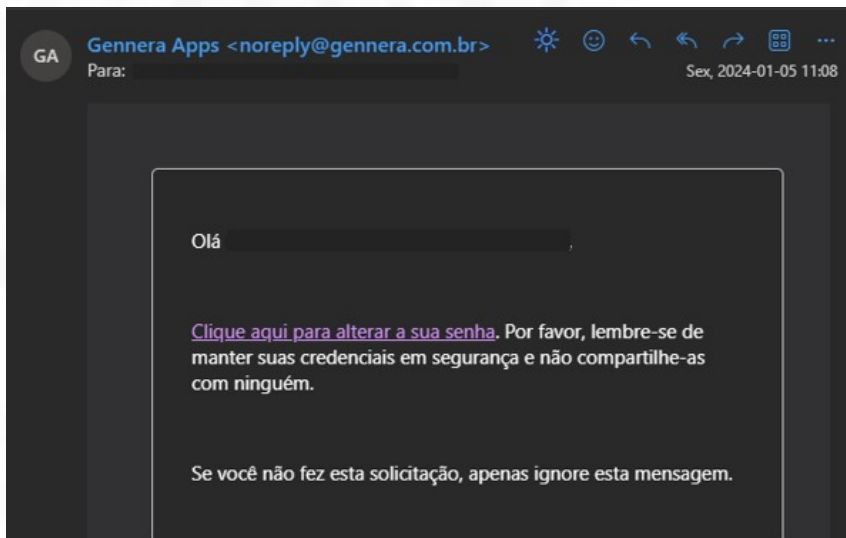 GA
Gennera Apps <noreply@gennera.com.br>
Para:
Sex, 2024-01-05 11:08
Olá ,
Clique aqui para alterar a sua senha. Por favor, lembre-se de
manter suas credenciais em segurança e não compartilhe-as
com ninguém.
Se você não fez esta solicitação, apenas ignore esta mensagem.